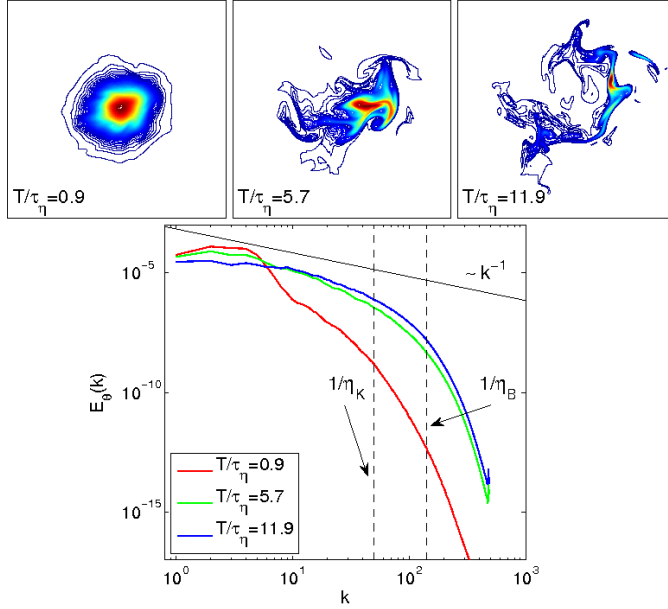 T/τη=0.9
T/τη=5.7
T/τη=11.9
~k⁻¹
10⁻⁵
10⁻¹⁰
10⁻¹⁵
Eθ(k)
1/ηK
1/ηB
T/τη=0.9
T/τη=5.7
T/τη=11.9
10⁰
10¹
10²
10³
k